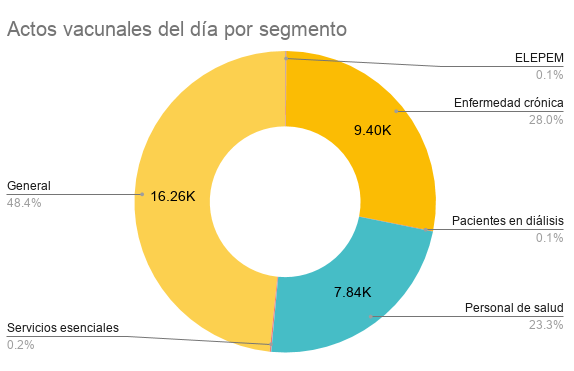 Actos vacunales del día por segmento
ELEPEM
0.1%
Enfermedad crónica
28.0%
9.40K
General
48.4%
16.26K
Pacientes en diálisis
0.1%
7.84K
Personal de salud
23.3%
Servicios esenciales
0.2%